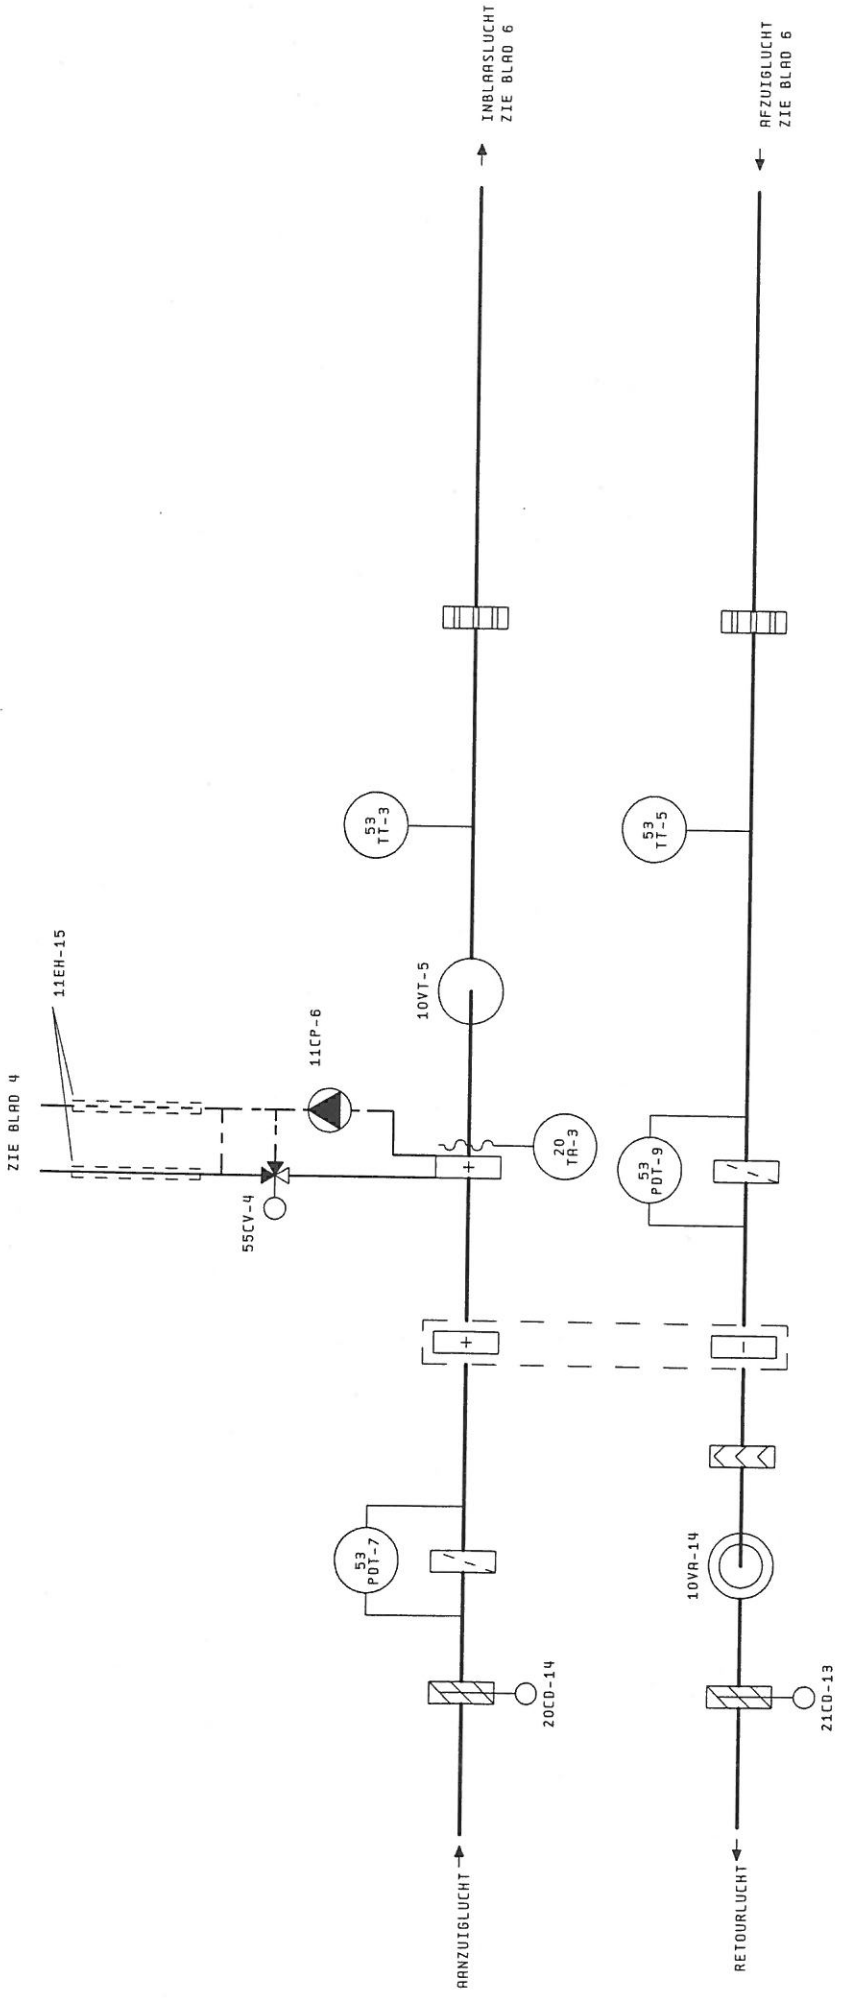 ZIE BLAD 4
11EH-15
INBLAASLUCHT
ZIE BLAD 6
11CP-6
55CV-4
10VT-5
53
TT-3
20
TA-3
53
PDT-7
20CD-14
AANZUIGLUCHT
AFZUIGLUCHT
ZIE BLAD 6
53
TT-5
53
PDT-9
10VA-14
21CD-13
RETOURLUCHT